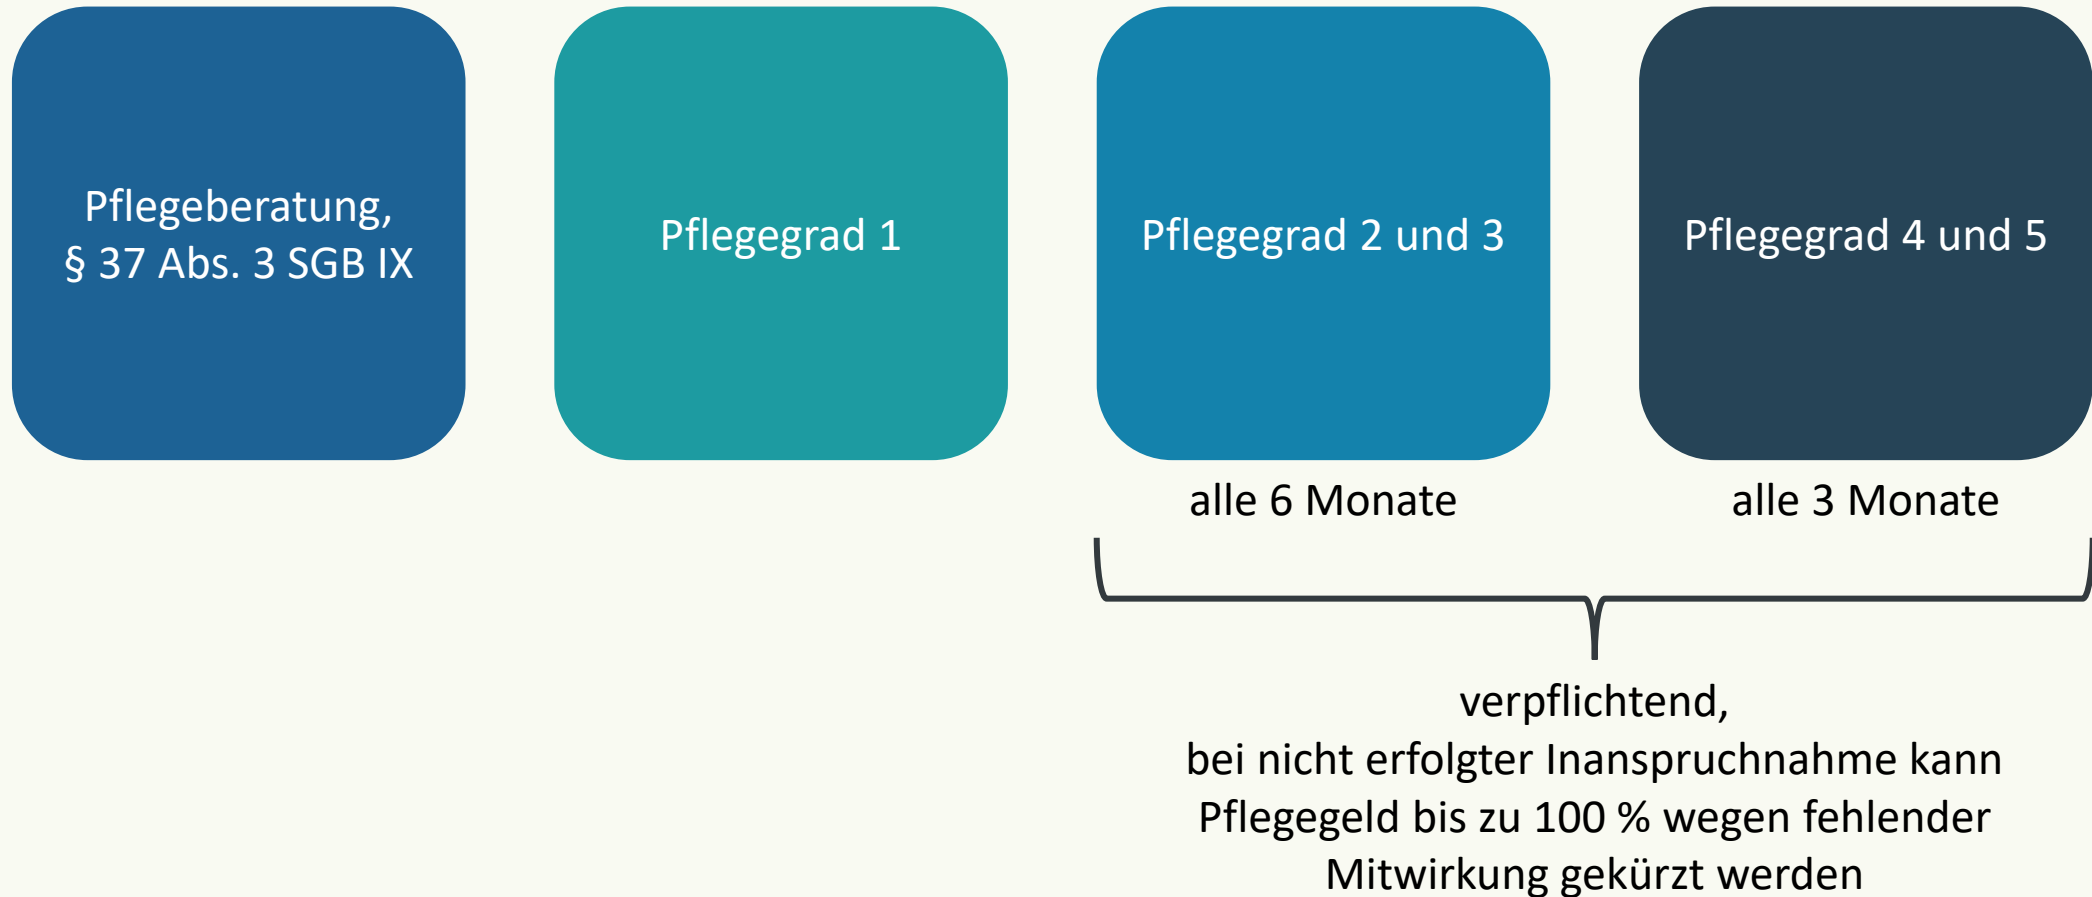 Pflegeberatung,
§ 37 Abs. 3 SGB IX
Pflegegrad 1
Pflegegrad 2 und 3
Pflegegrad 4 und 5
alle 6 Monate
alle 3 Monate
verpflichtend,
bei nicht erfolgter Inanspruchnahme kann
Pflegegeld bis zu 100 % wegen fehlender
Mitwirkung gekürzt werden